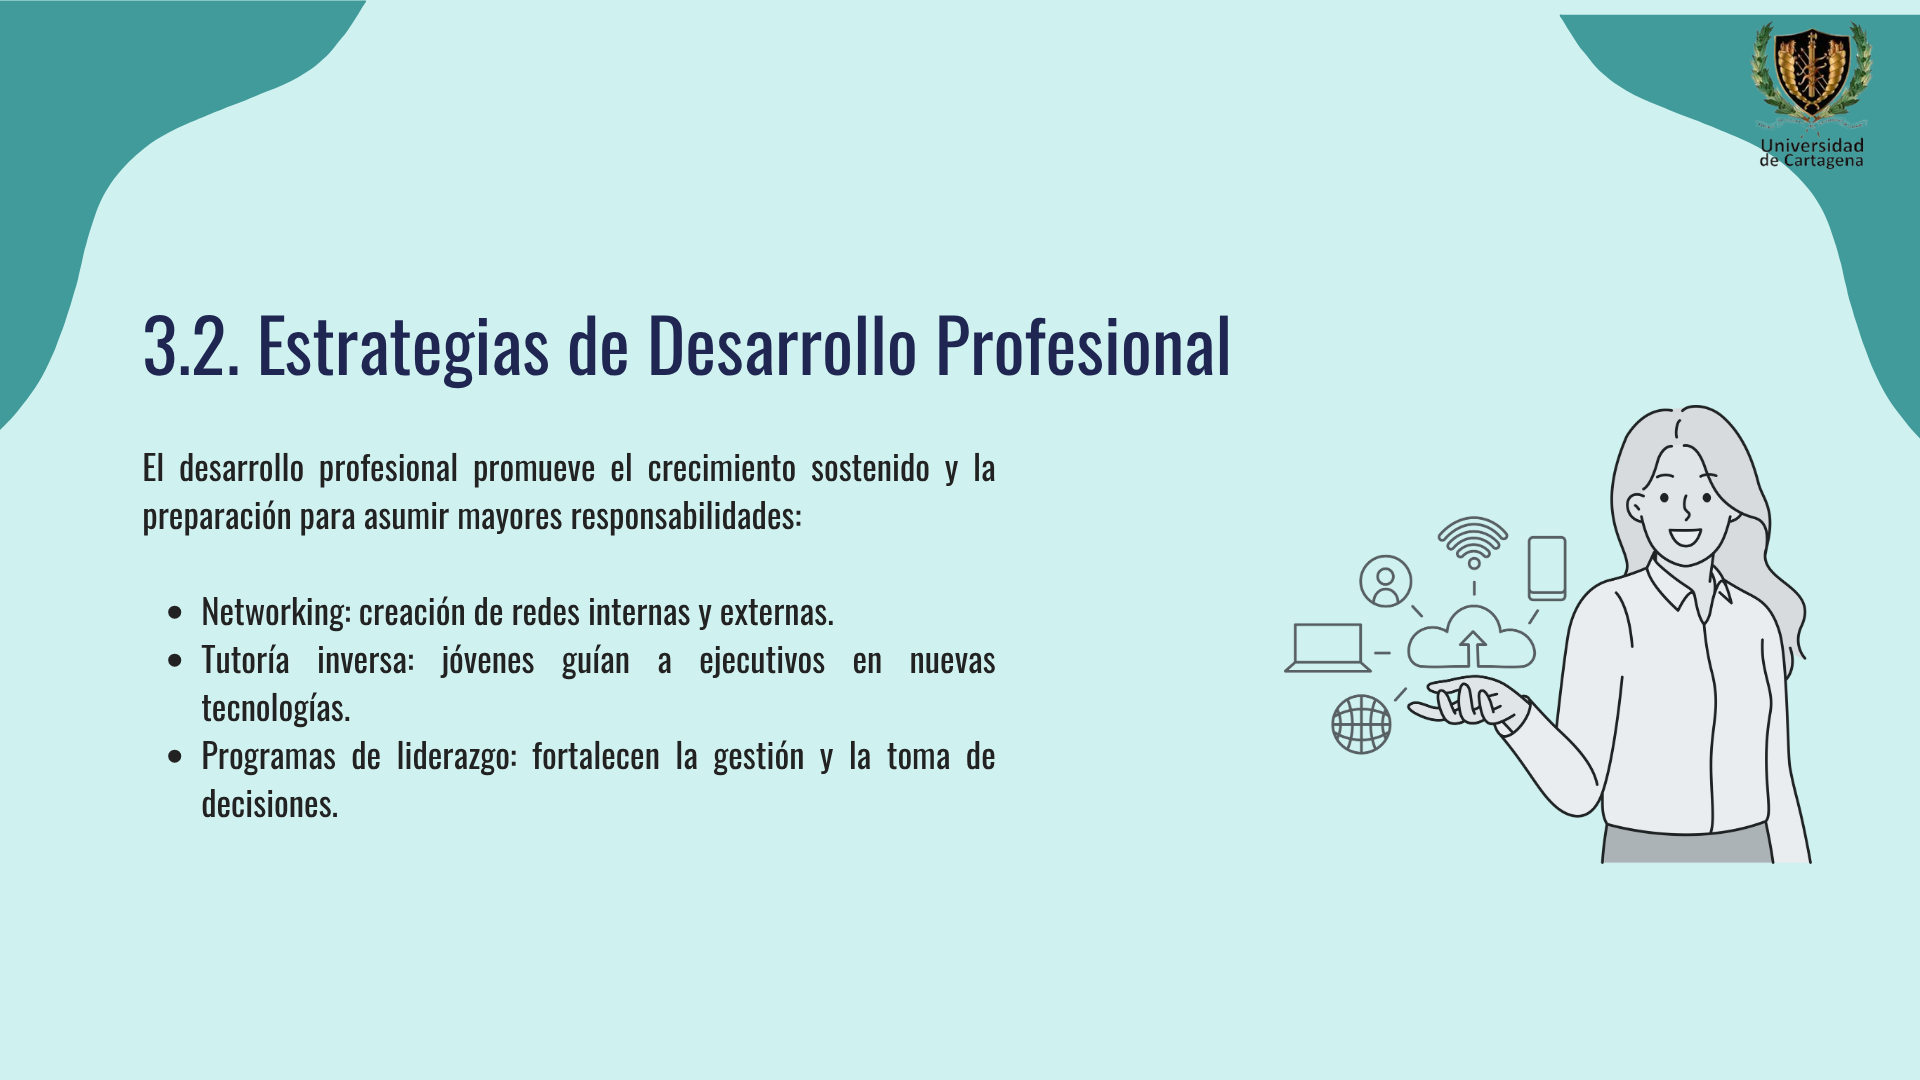 Universidad
de Cartagena
3.2. Estrategias de Desarrollo Profesional
El desarrollo profesional promueve el crecimiento sostenido y la
preparación para asumir mayores responsabilidades:
• Networking: creación de redes internas y externas.
• Tutoría inversa: jóvenes guían a ejecutivos en nuevas
tecnologías.
• Programas de liderazgo: fortalecen la gestión y la toma de
decisiones.